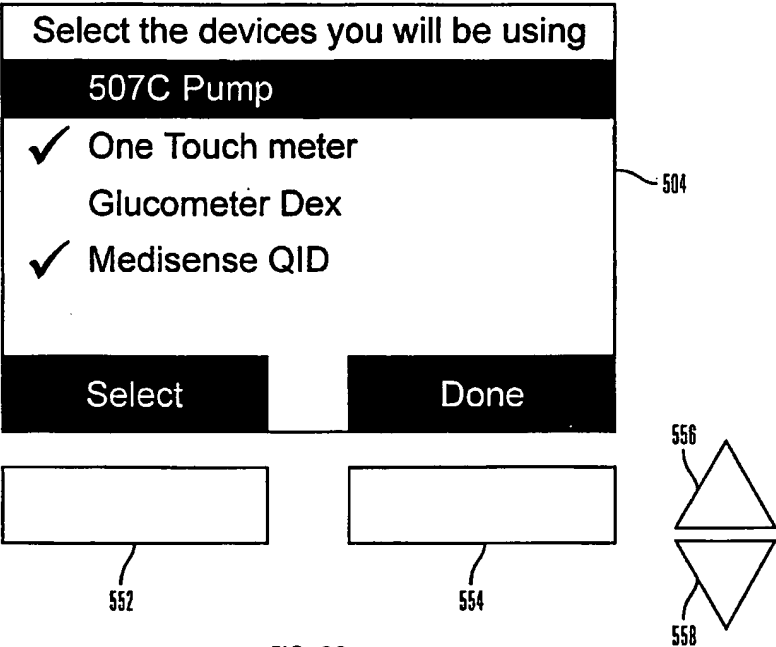 Select the devices you will be using
507C Pump
✓ One Touch meter
Glucometer Dex
✓ Medisense QID
504
Select Done
556
552 554
558